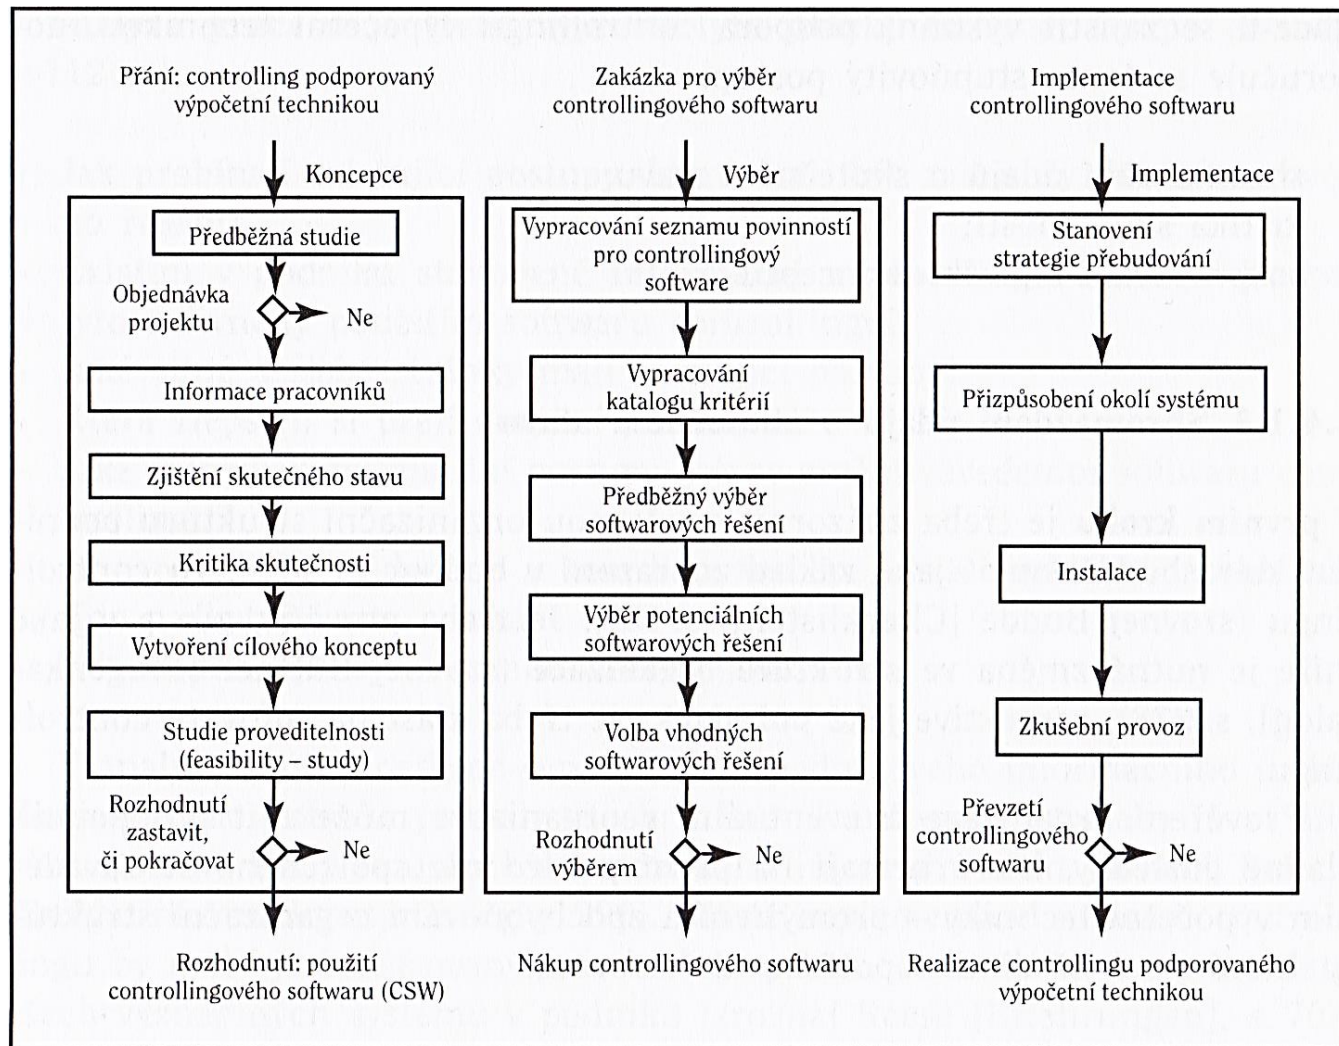 Přání: controlling podporovaný
výpočetní technikou
Koncepce
Předběžná studie
Objednávka
projektu
Ne
Informace pracovníků
Zjištění skutečného stavu
Kritika skutečnosti
Vytvoření cílového konceptu
Studie proveditelnosti
(feasibility – study)
Rozhodnutí
zastavit,
či pokračovat
Ne
Rozhodnutí: použití
controllingového softwaru (CSW)
Zakázka pro výběr
controllingového softwaru
Výběr
Vypracování seznamu povinností
pro controllingový
software
Vypracování
katalogu kritérií
Předběžný výběr
softwarových řešení
Výběr potenciálních
softwarových řešení
Volba vhodných
softwarových řešení
Rozhodnutí
výběrem
Ne
Nákup controllingového softwaru
Implementace
controllingového softwaru
Implementace
Stanovení
strategie přebudování
Přizpůsobení okolí systému
Instalace
Zkušební provoz
Převzetí
controllingového
softwaru
Ne
Realizace controllingu podporovaného
výpočetní technikou